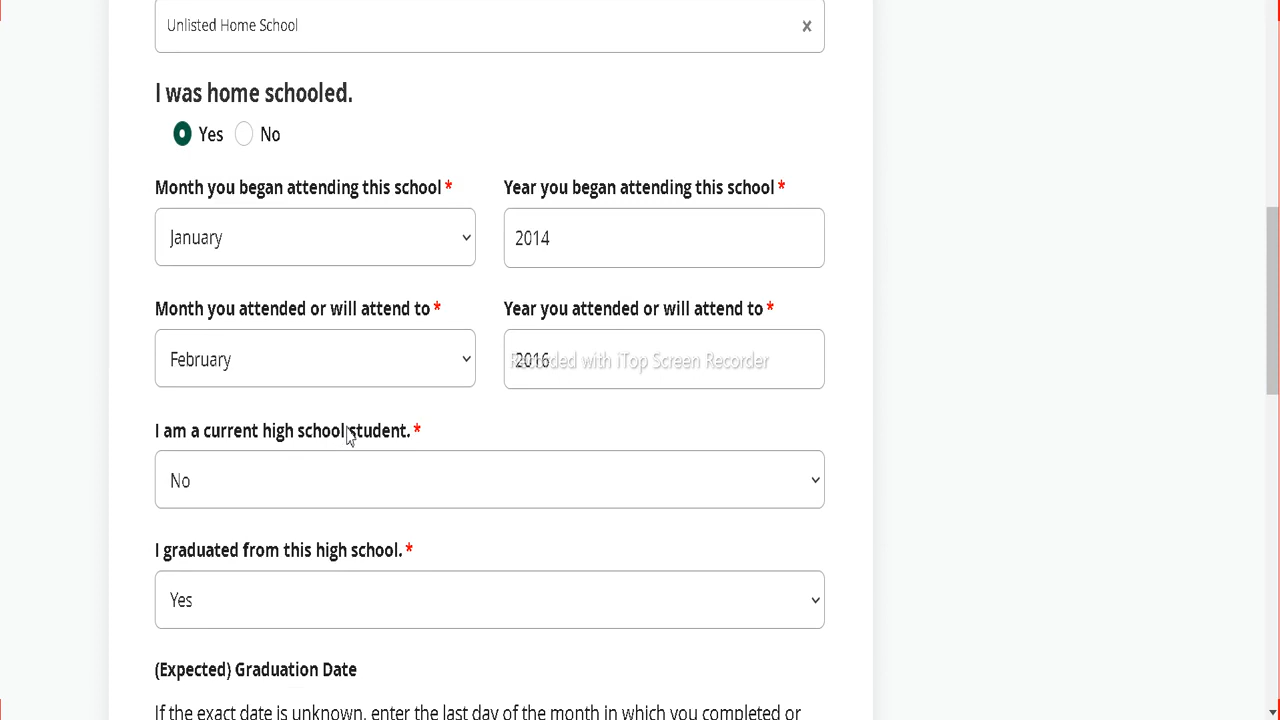 Unlisted Home School
I was home schooled.
Yes No
Month you began attending this school * Year you began attending this school *
January 2014
Month you attended or will attend to * Year you attended or will attend to *
February 2016
Recorded with iTop Screen Recorder
I am a current high school student. *
No
I graduated from this high school. *
Yes
(Expected) Graduation Date
If the exact date is unknown, enter the last day of the month in which you completed or